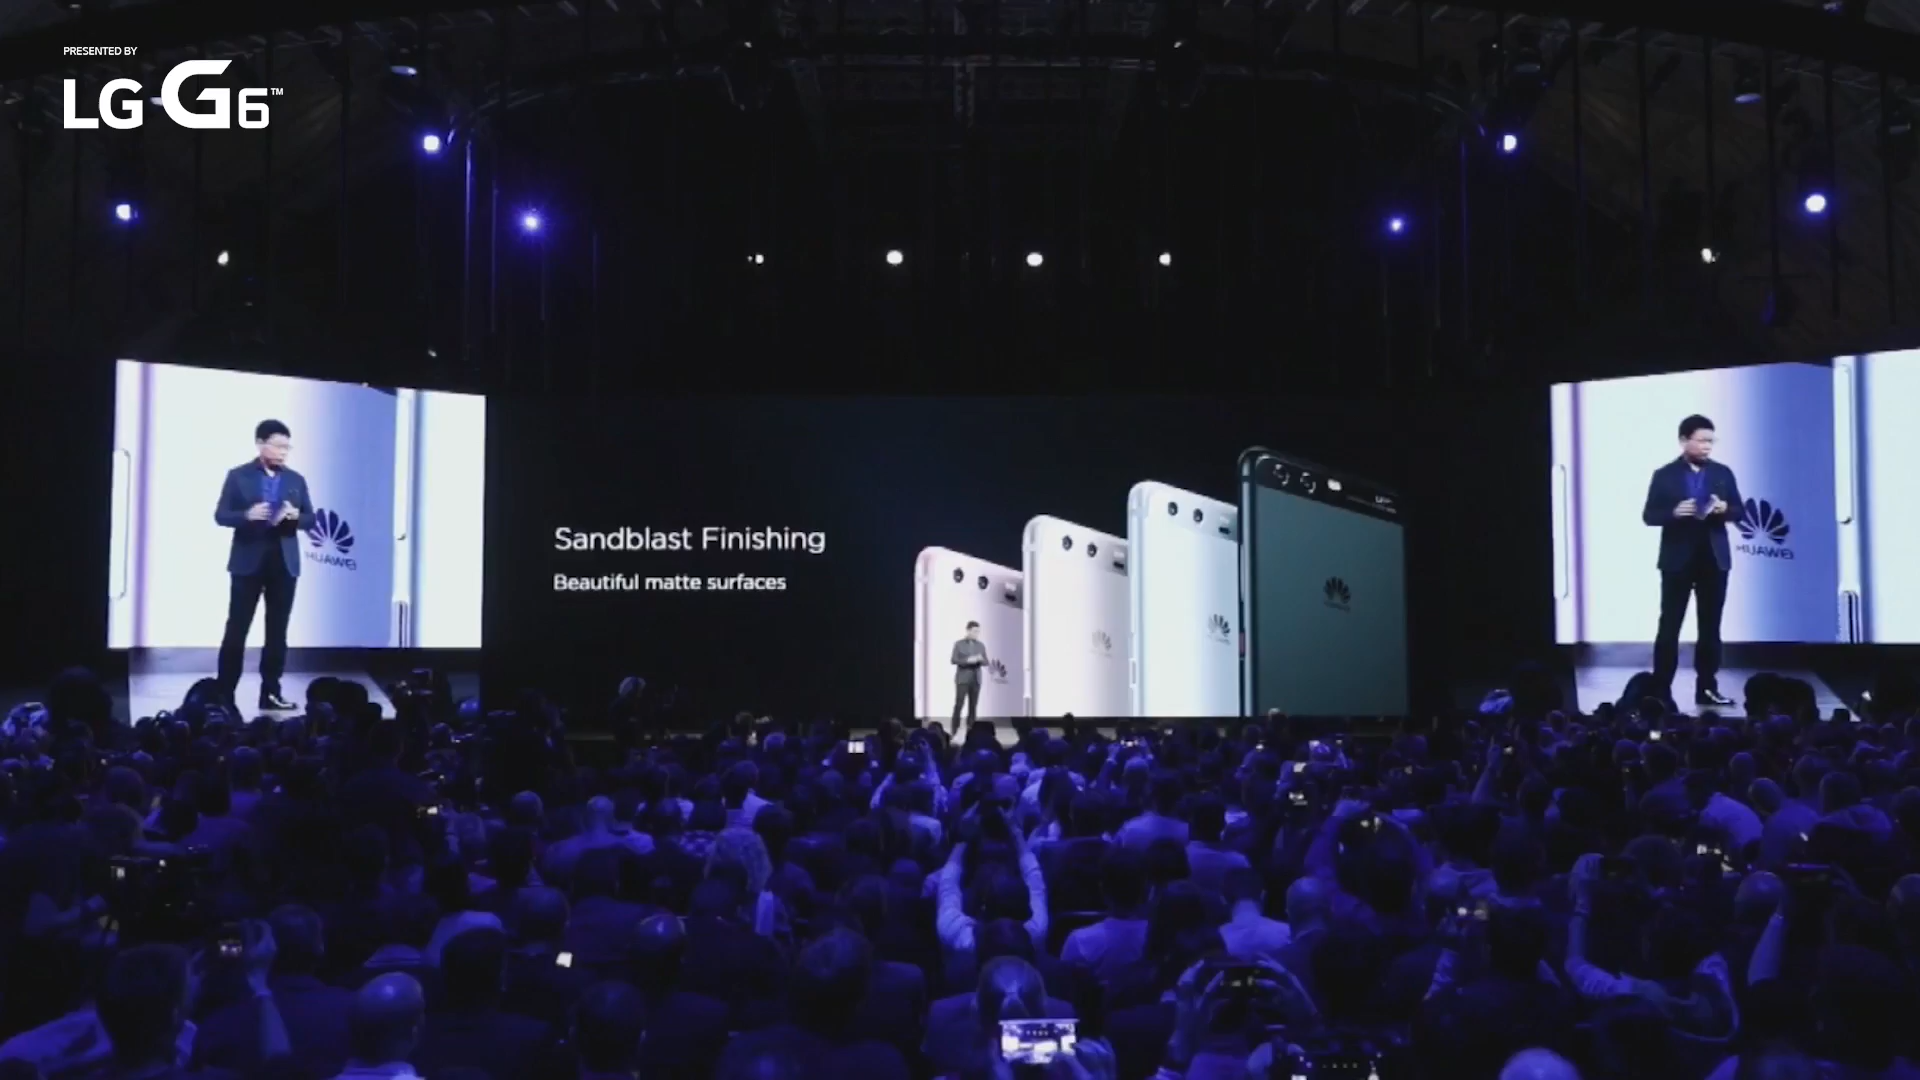 PRESENTED BY
LG G6™
Sandblast Finishing
Beautiful matte surfaces
HUAWEI
HUAWEI